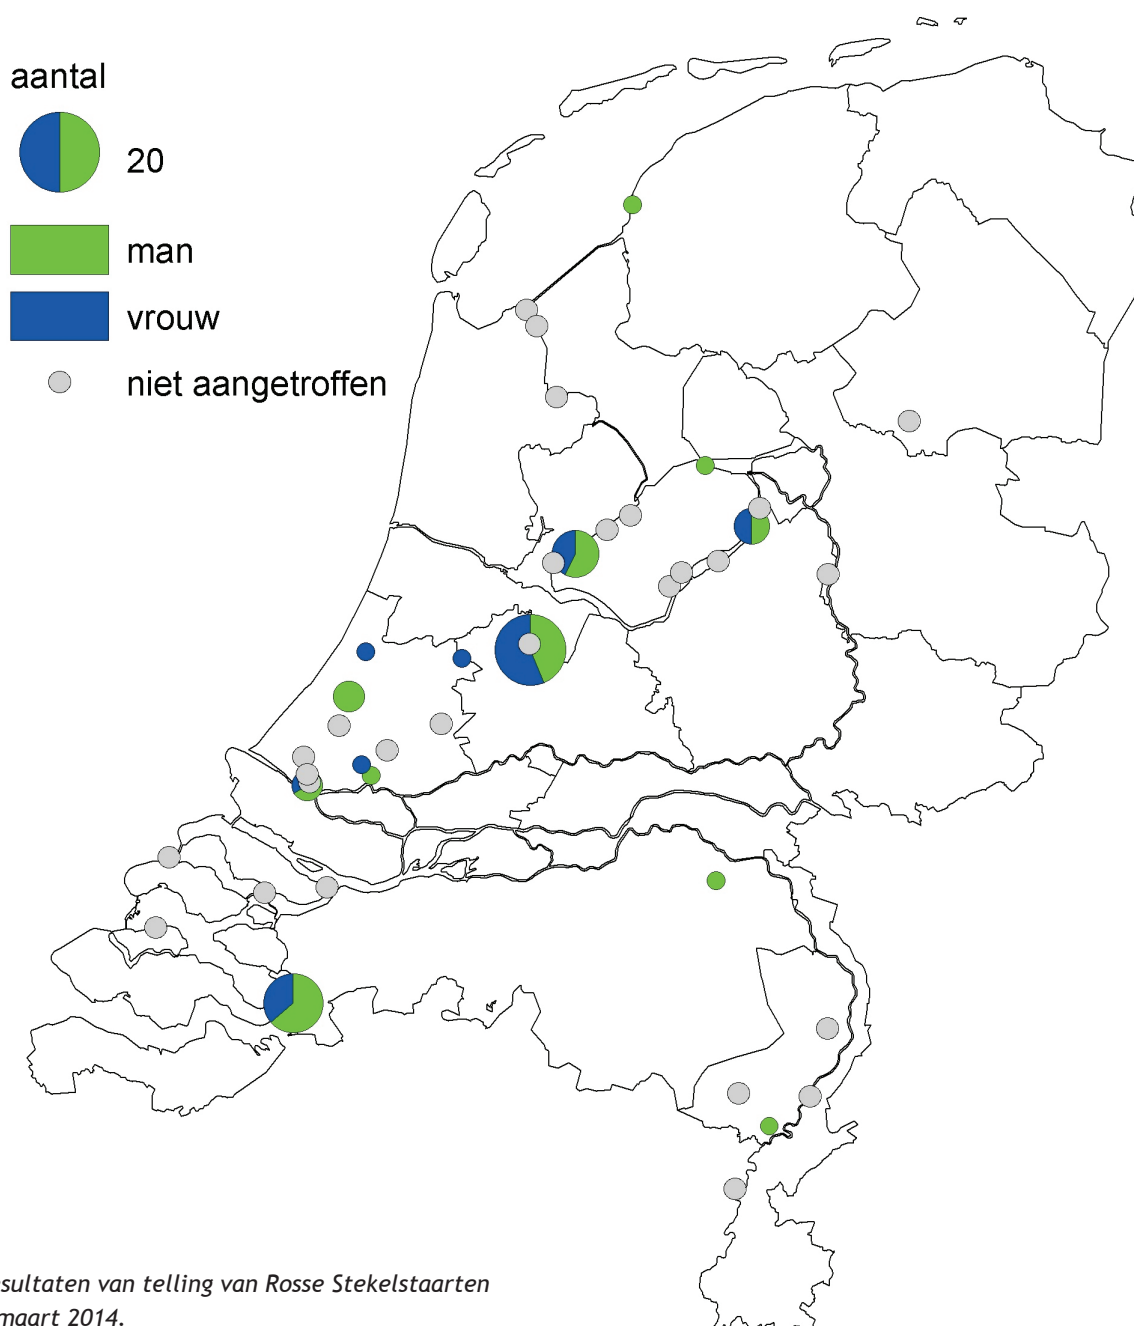 aantal
20
man
vrouw
niet aangetroffen
sultaten van telling van Rosse Stekelstaarten
maart 2014.